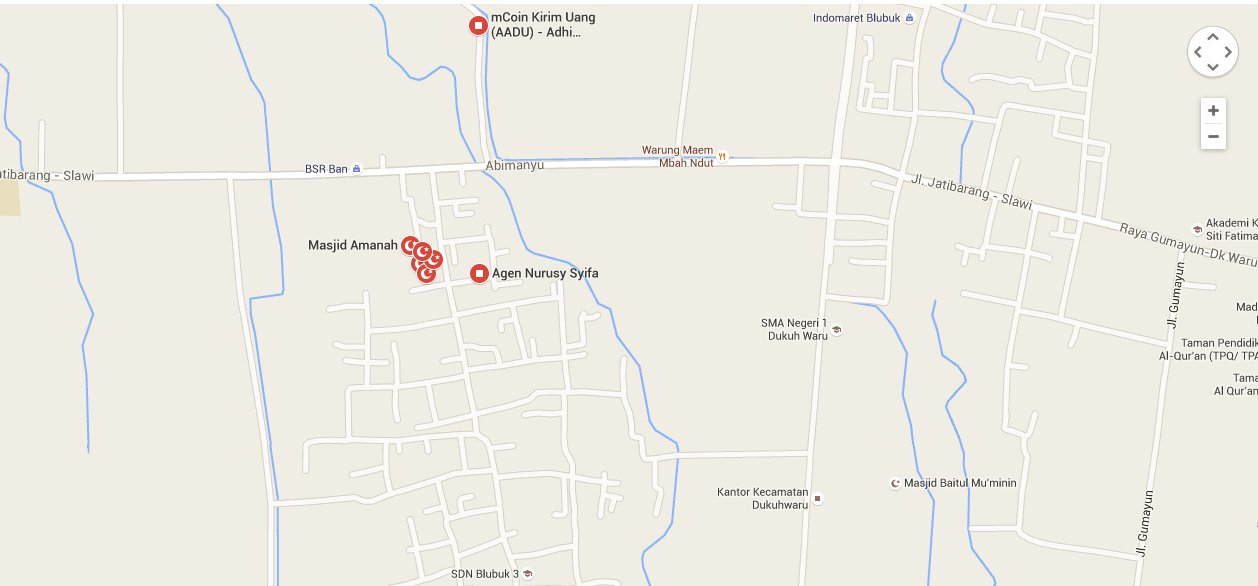 mCoin Kirim Uang
(AADU) - Adhi...
Indomaret Blubuk
Warung Maem
Mbah Ndut
BSR Ban
Abimanyu
Jatibarang - Slawi
Jl. Jatibarang - Slawi
Raya Gumayun-Dk Waru
Akademi K
Siti Fatima
Masjid Amanah
Agen Nurusy Syifa
Jl. Gumayun
Mad
SMA Negeri 1
Dukuh Waru
Taman Pendidik
Al-Qur'an (TPQ/ TPA
Tama
Al Qur'an
Masjid Baitul Mu'minin
Kantor Kecamatan
Dukuhwaru
Jl. Gumayun
SDN Blubuk 3
+
−